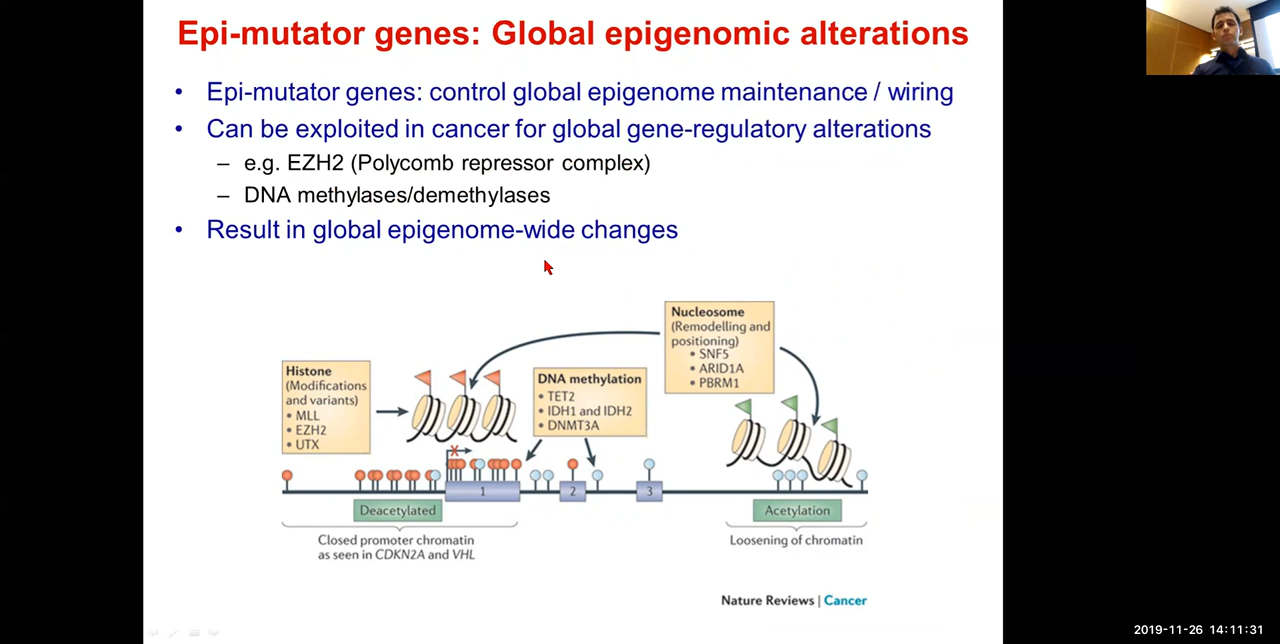 Epi-mutator genes: Global epigenomic alterations
• Epi-mutator genes: control global epigenome maintenance / wiring
• Can be exploited in cancer for global gene-regulatory alterations
– e.g. EZH2 (Polycomb repressor complex)
– DNA methylases/demethylases
• Result in global epigenome-wide changes
Nucleosome
(Remodelling and
positioning)
• SNF5
• ARID1A
• PBRM1
Histone
(Modifications
and variants)
• MLL
• EZH2
• UTX
DNA methylation
• TET2
• IDH1 and IDH2
• DNMT3A
1
2
3
Deacetylated
Acetylation
Closed promoter chromatin
as seen in CDKN2A and VHL
Loosening of chromatin
Nature Reviews | Cancer
2019-11-26 14:11:31